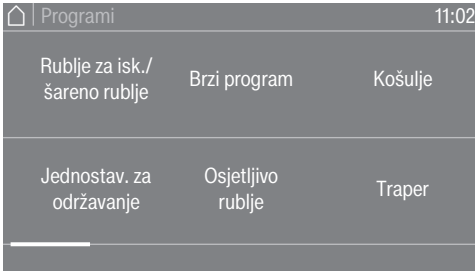 Programi
11:02
Rublje za isk./
šareno rublje
Brzi program
Košulje
Jednostav. za
održavanje
Osjetljivo
rublje
Traper